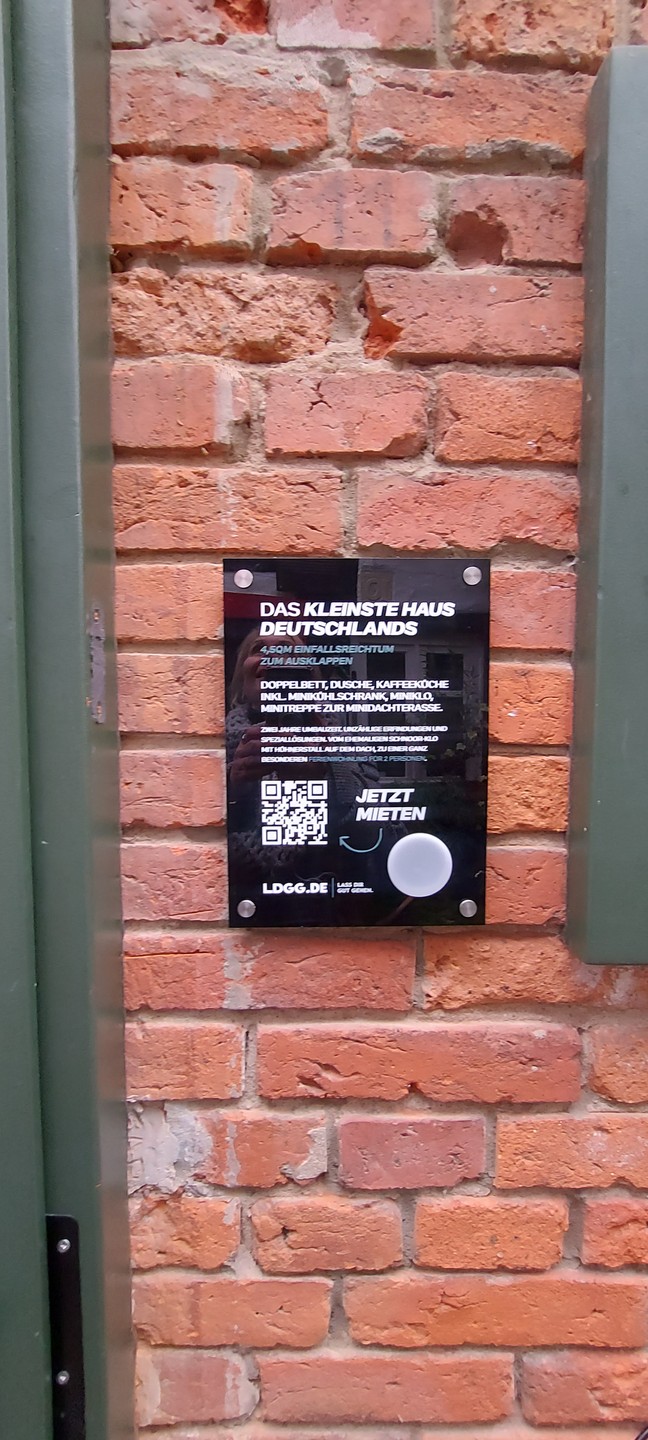 DAS KLEINSTE HAUS
DEUTSCHLANDS
4,5QM EINFALLSREICHTUM
ZUM AUSKLAPPEN
DOPPELBETT, DUSCHE, KAFFEEKÜCHE
INKL. MINIKÜHLSCHRANK, MINIKLO,
MINITREPPE ZUR MINIDACHTERASSE.
ZWEI JAHRE UMBAUZEIT. UNZÄHLIGE ERFINDUNGEN UND
SPEZIALLÖSUNGEN. VOM EHEMALIGEN SCHNOOR-KLO
MIT HÜHNERSTALL AUF DEM DACH, ZU EINER GANZ
BESONDEREN FERIENWOHNUNG FÜR 2 PERSONEN.
JETZT
MIETEN
LDGG.DE
LASS DIR
GUT GEHEN.